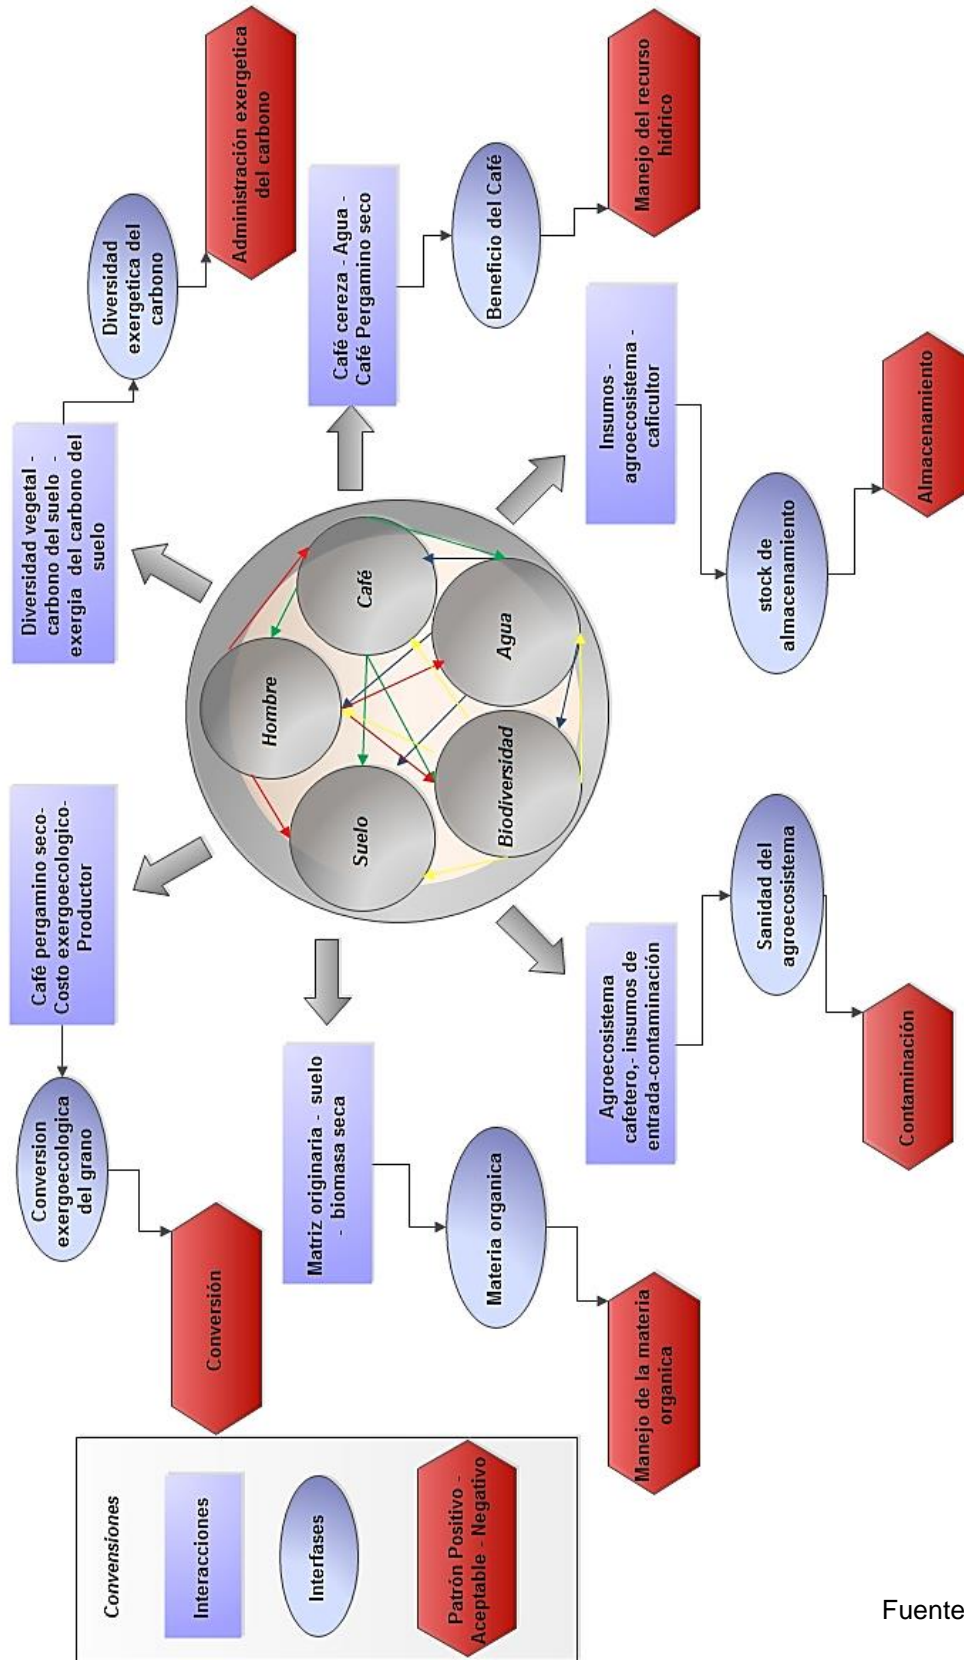 Conversión
Conversion
exergoecologica
del grano
Café pergamino seco-
Costo exergoecologico-
Productor
Diversidad vegetal -
carbono del suelo -
exergia del carbono del
suelo
Diversidad
exergetica del
carbono
Administración exergetica
del carbono
Matriz originaria - suelo
- biomasa seca
Materia organica
Manejo de la materia
organica
Hombre
Suelo
Café
Biodiversidad
Agua
Café cereza - Agua -
Café Pergamino seco
Beneficio del Café
Manejo del recurso
hidrico
Agroecosistema
cafetero,- insumos de
entrada-contaminación
Sanidad del
agroecosistema
Contaminación
Insumos -
agroecosistema -
caficultor
stock de
almacenamiento
Almacenamiento
Convensiones
Interacciones
Interfases
Patrón Positivo -
Aceptable - Negativo
Fuente